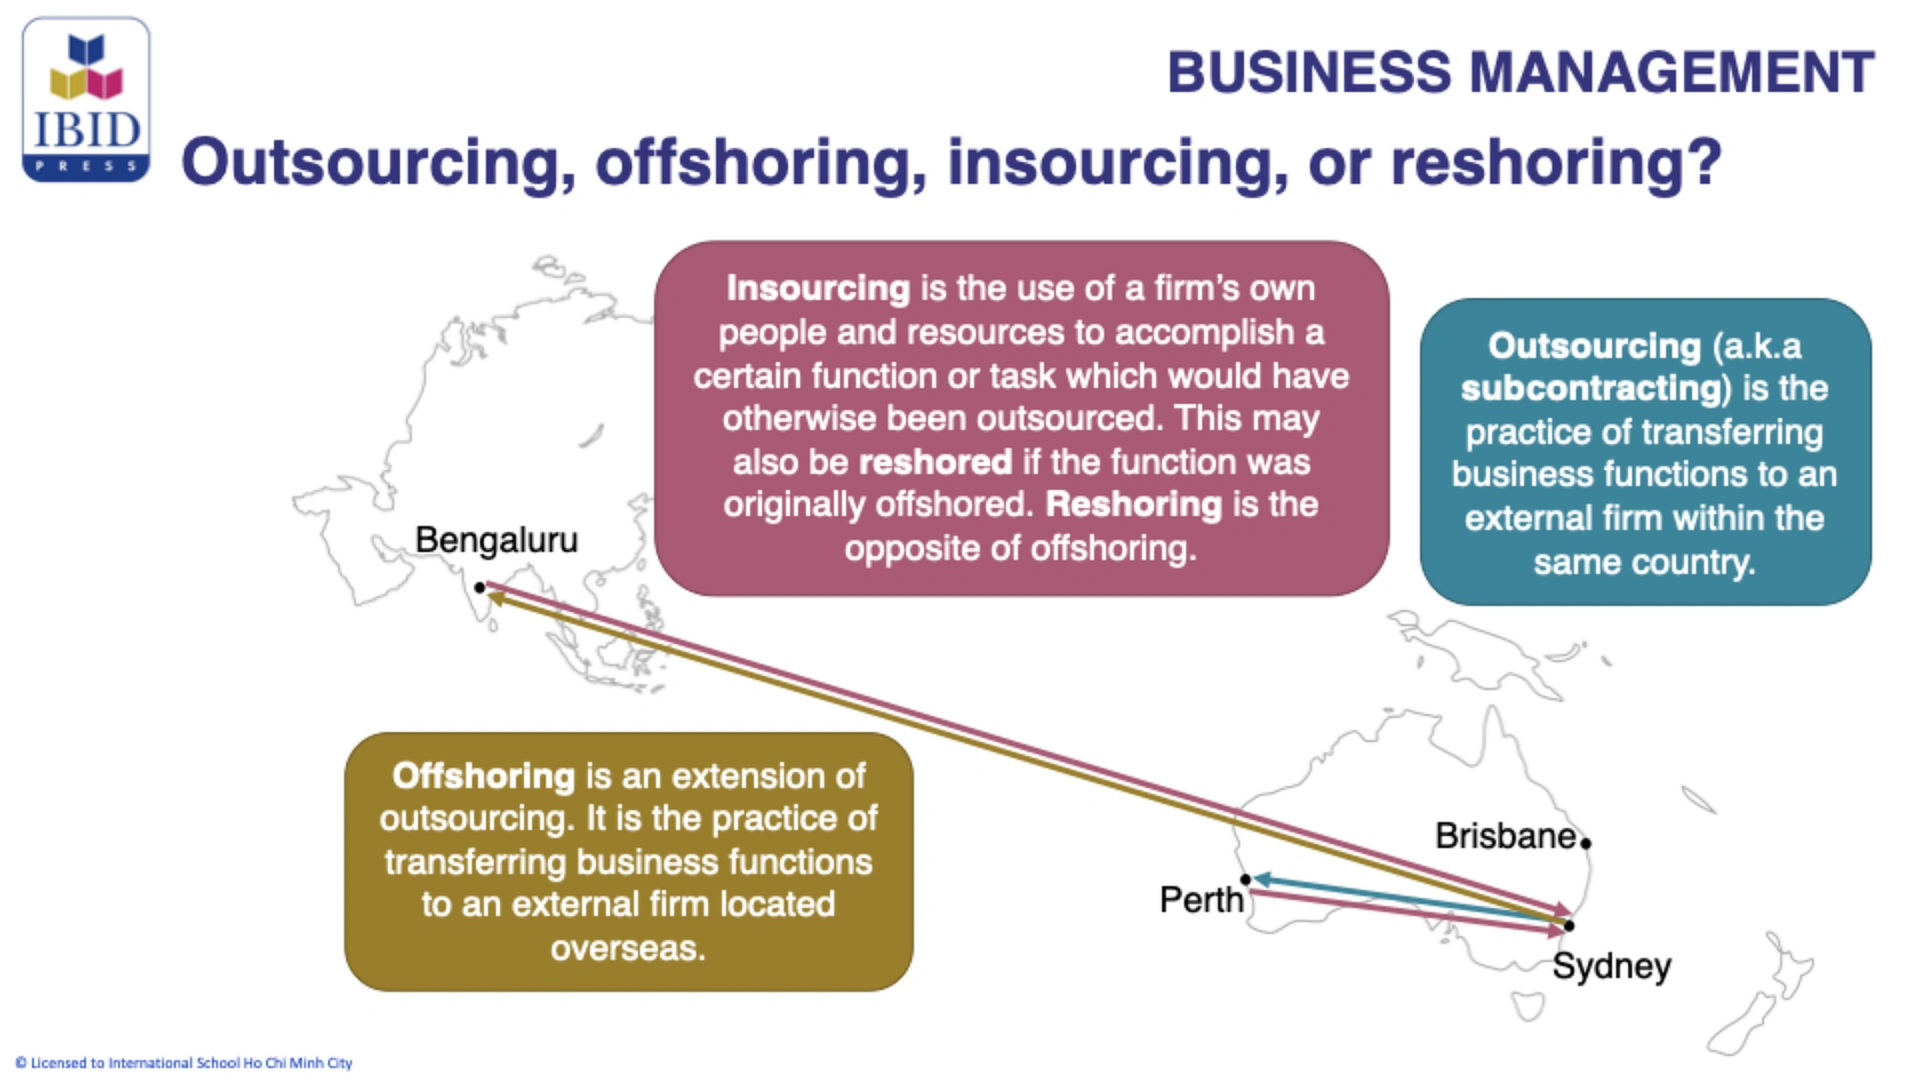 IBID
PRESS
BUSINESS MANAGEMENT
Outsourcing, offshoring, insourcing, or reshoring?
Insourcing is the use of a firm's own
people and resources to accomplish a
certain function or task which would have
otherwise been outsourced. This may
also be reshored if the function was
originally offshored. Reshoring is the
opposite of offshoring.
Outsourcing (a.k.a
subcontracting) is the
practice of transferring
business functions to an
external firm within the
same country.
Bengaluru
Offshoring is an extension of
outsourcing. It is the practice of
transferring business functions
to an external firm located
overseas.
Brisbane
Perth
Sydney
© Licensed to International School Ho Chi Minh City